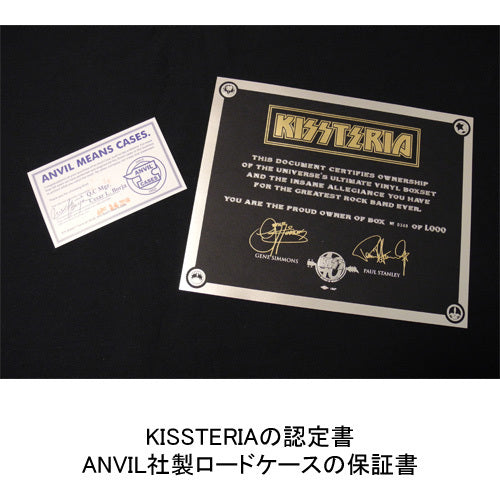 ANVIL MEANS CASES.
ANVIL
CASES
Q.C Mgr.
Cesar L. Borja
KISSTERIA
THIS DOCUMENT CERTIFIES OWNERSHIP
OF THE UNIVERSE'S ULTIMATE VINYL BOXSET
AND THE INSANE ALLEGIANCE YOU HAVE
FOR THE GREATEST ROCK BAND EVER.
YOU ARE THE PROUD OWNER OF BOX OF 1,000
GENE SIMMONS
PAUL STANLEY
KISSTERIAの認定書
ANVIL社製ロードケースの保証書